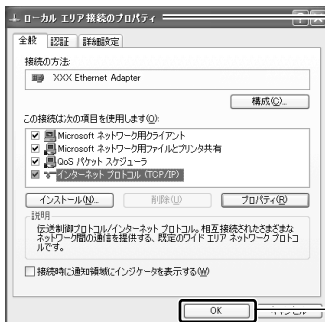 ローカル エリア接続のプロパティ
全般 認証 詳細設定
接続の方法:
XXX Ethernet Adapter
構成(C)...
この接続は次の項目を使用します(O):
Microsoft ネットワーク用クライアント
Microsoft ネットワーク用ファイルとプリンタ共有
QoS パケット スケジューラ
インターネット プロトコル (TCP/IP)
インストール(N)... 削除(U) プロパティ(R)
説明
伝送制御プロトコル/インターネット プロトコル。相互接続されたさまざまな
ネットワーク間の通信を提供する、既定のワイド エリア ネットワーク プロトコ
ルです。
接続時に通知領域にインジケータを表示する(W)
OK